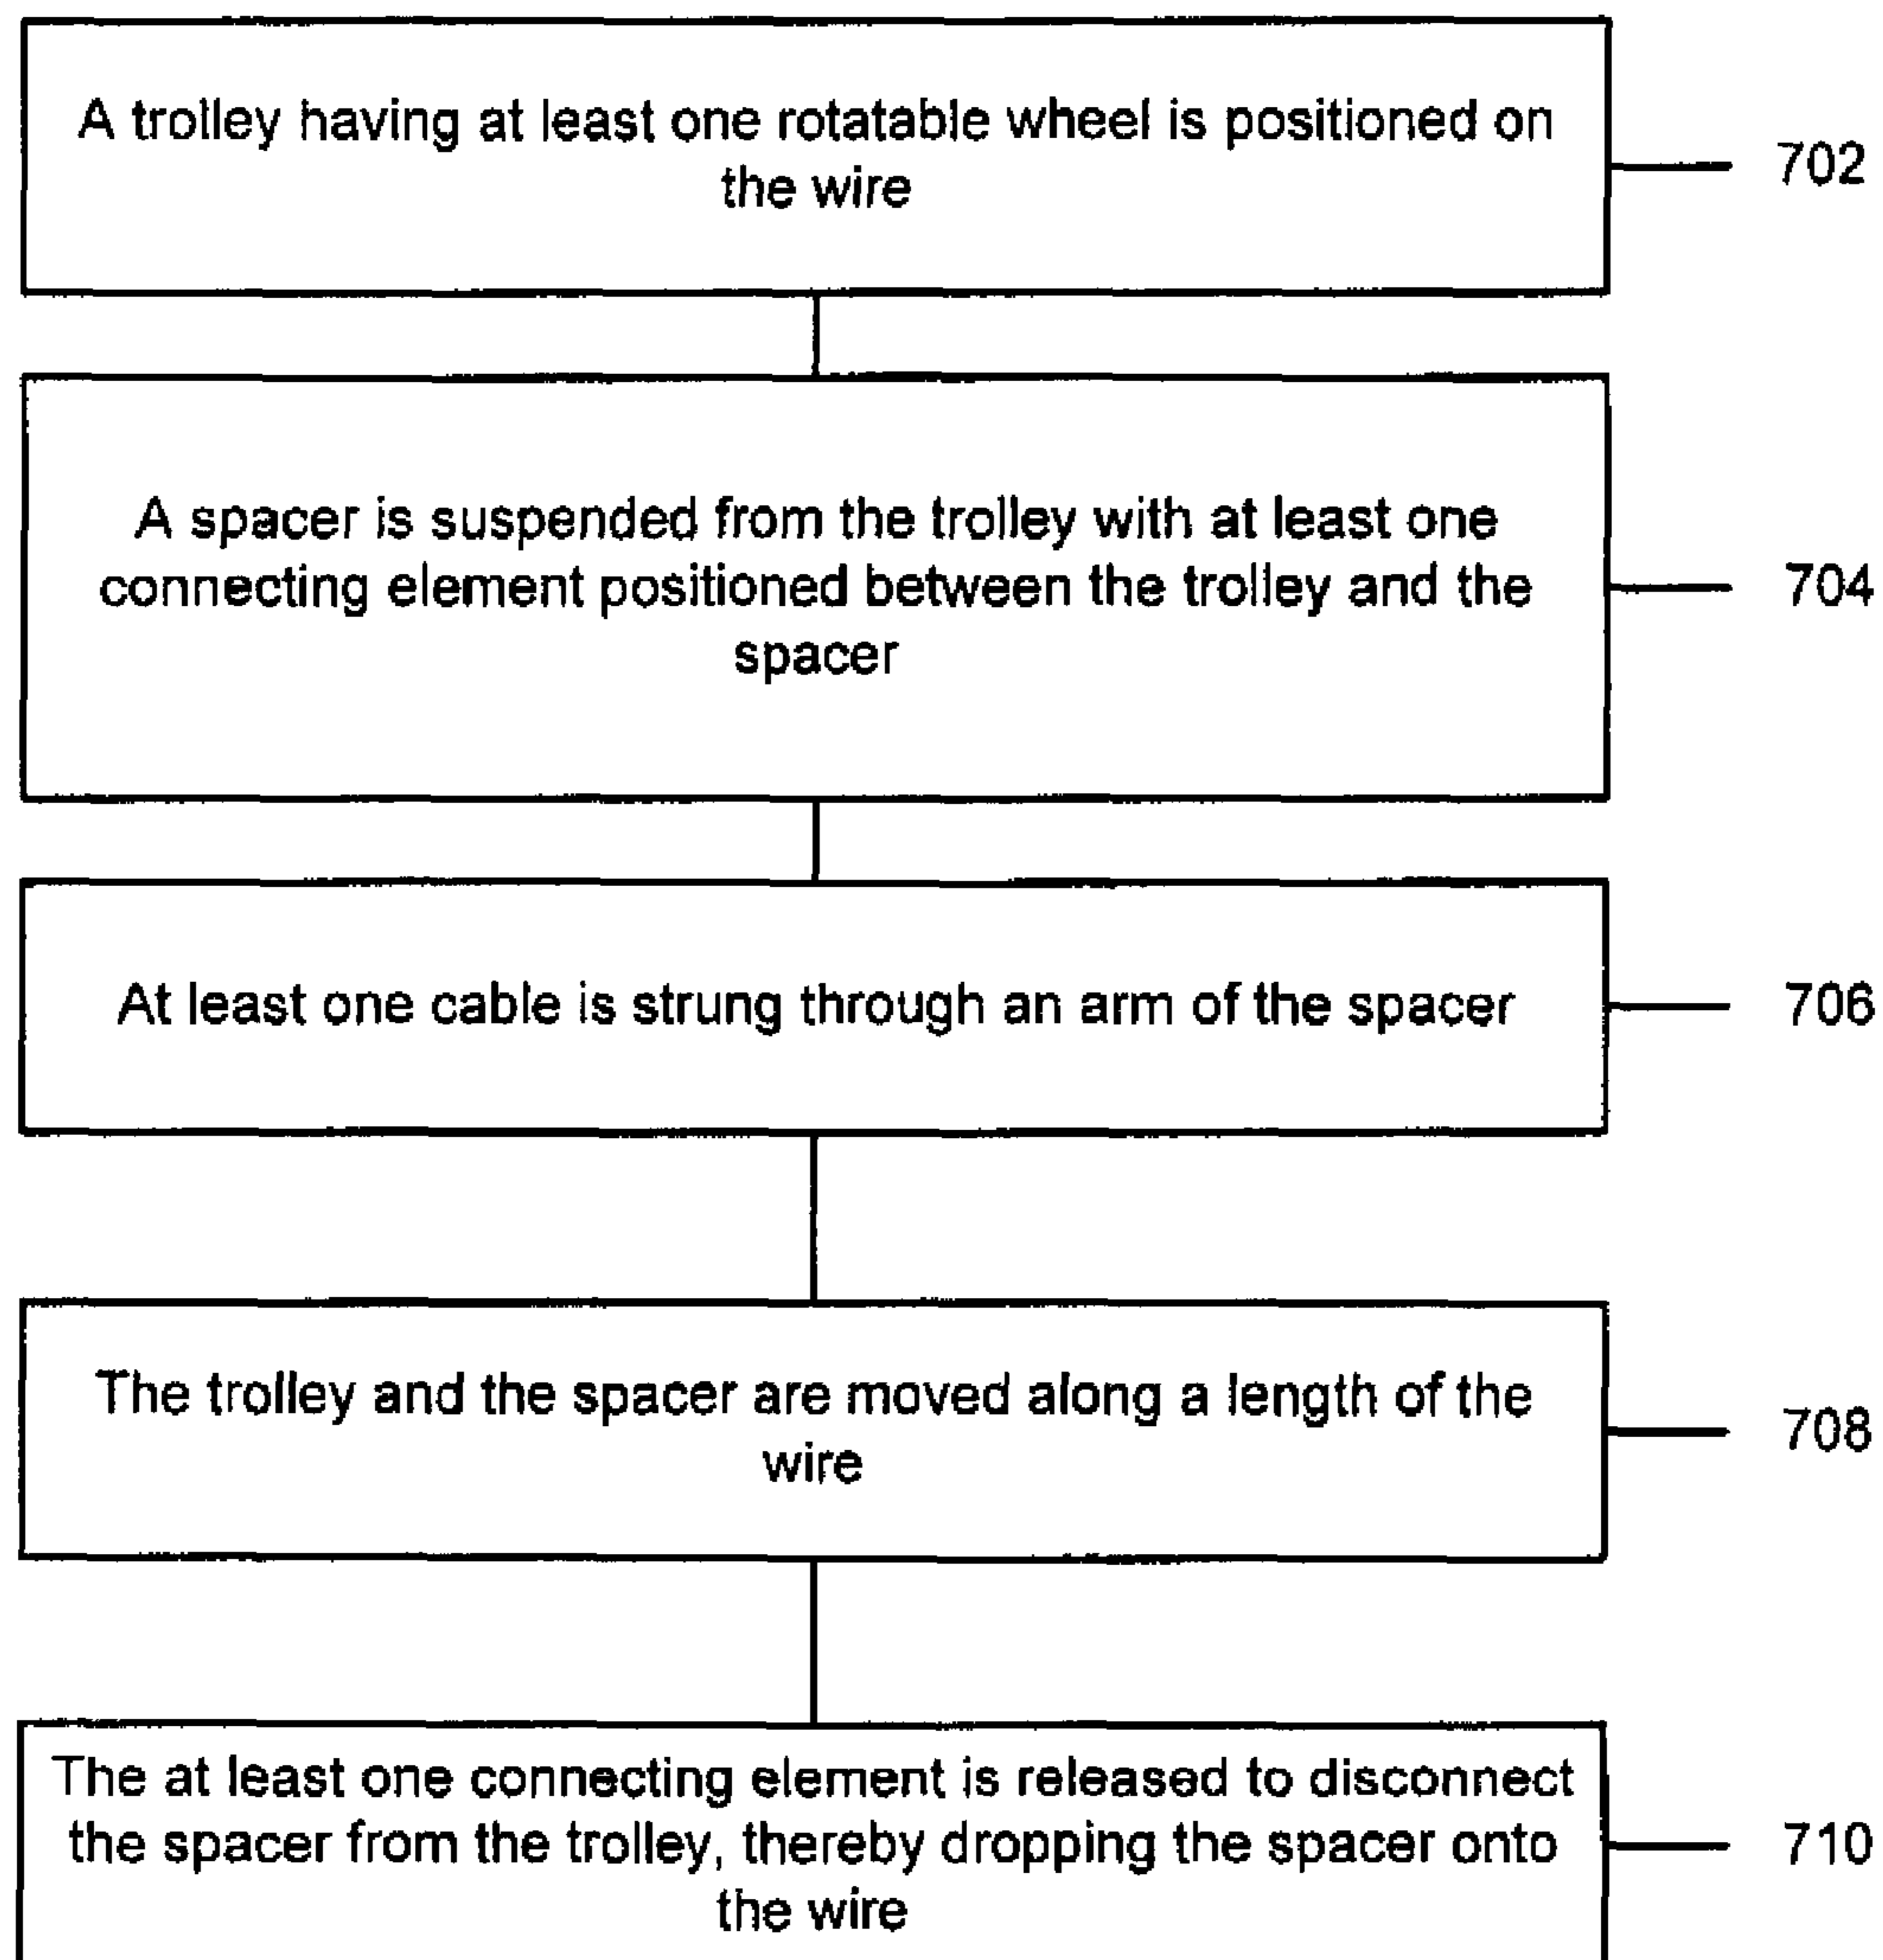 A trolley having at least one rotatable wheel is positioned on
the wire
702
A spacer is suspended from the trolley with at least one
connecting element positioned between the trolley and the
spacer
704
At least one cable is strung through an arm of the spacer
706
The trolley and the spacer are moved along a length of the
wire
708
The at least one connecting element is released to disconnect
the spacer from the trolley, thereby dropping the spacer onto
the wire
710